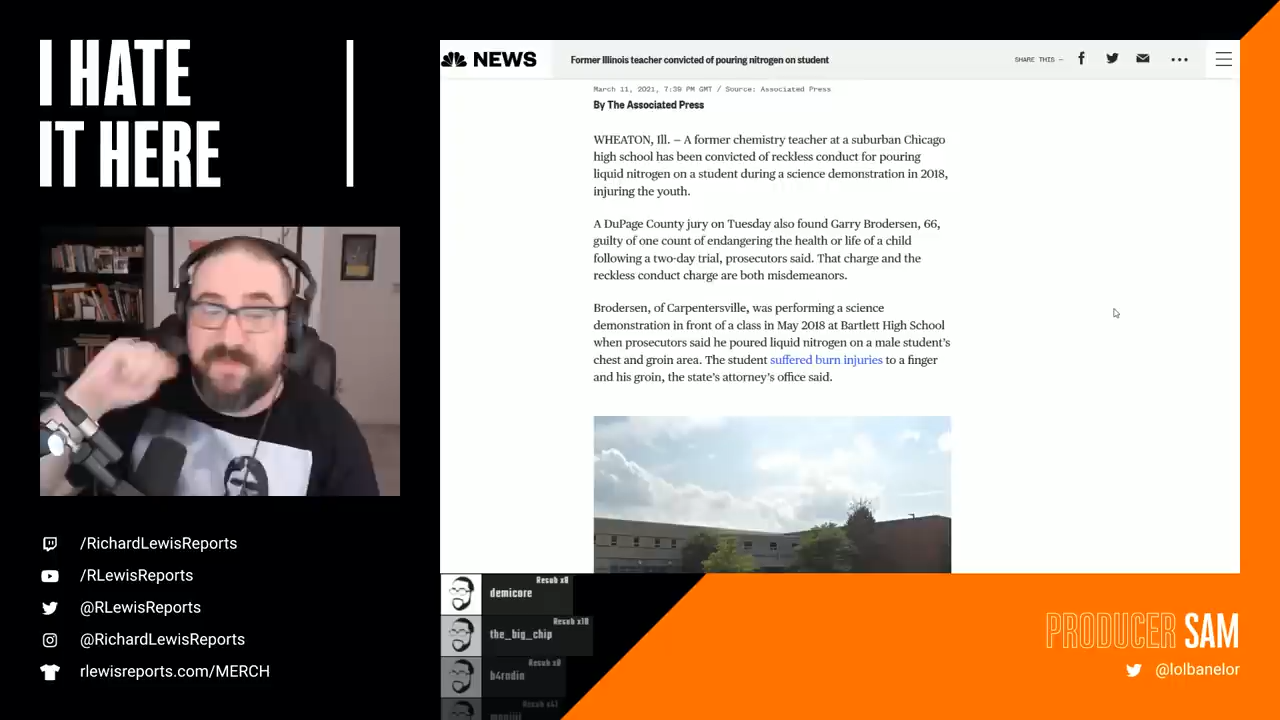 I HATE
IT HERE
/RichardLewisReports
/RLewisReports
@RLewisReports
@RichardLewisReports
rlewisreports.com/MERCH
NEWS
Former Illinois teacher convicted of pouring nitrogen on student
SHARE THIS —
March 11, 2021, 7:39 PM GMT / Source: Associated Press
By The Associated Press
WHEATON, Ill. — A former chemistry teacher at a suburban Chicago
high school has been convicted of reckless conduct for pouring
liquid nitrogen on a student during a science demonstration in 2018,
injuring the youth.
A DuPage County jury on Tuesday also found Garry Brodersen, 66,
guilty of one count of endangering the health or life of a child
following a two-day trial, prosecutors said. That charge and the
reckless conduct charge are both misdemeanors.
Brodersen, of Carpentersville, was performing a science
demonstration in front of a class in May 2018 at Bartlett High School
when prosecutors said he poured liquid nitrogen on a male student's
chest and groin area. The student suffered burn injuries to a finger
and his groin, the state's attorney's office said.
Resub x8
demicore
Resub x18
the_big_chip
b4rndin
PRODUCER SAM
@lolbanelor